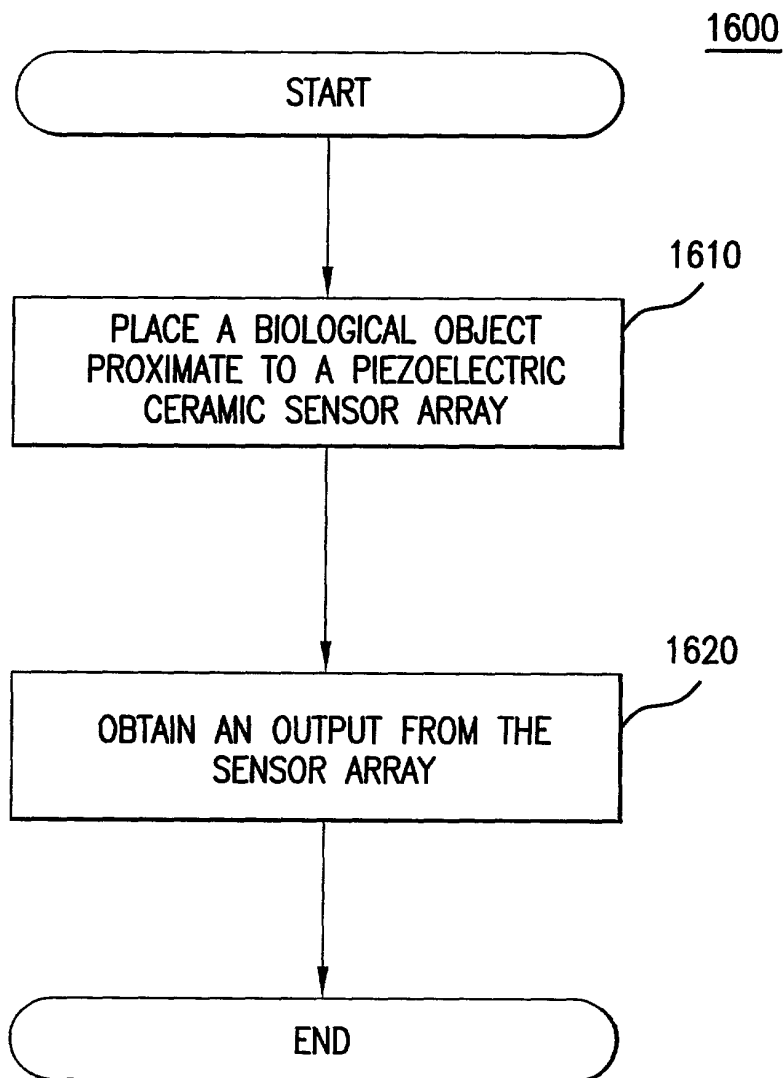 1600
START
1610
PLACE A BIOLOGICAL OBJECT
PROXIMATE TO A PIEZOELECTRIC
CERAMIC SENSOR ARRAY
1620
OBTAIN AN OUTPUT FROM THE
SENSOR ARRAY
END